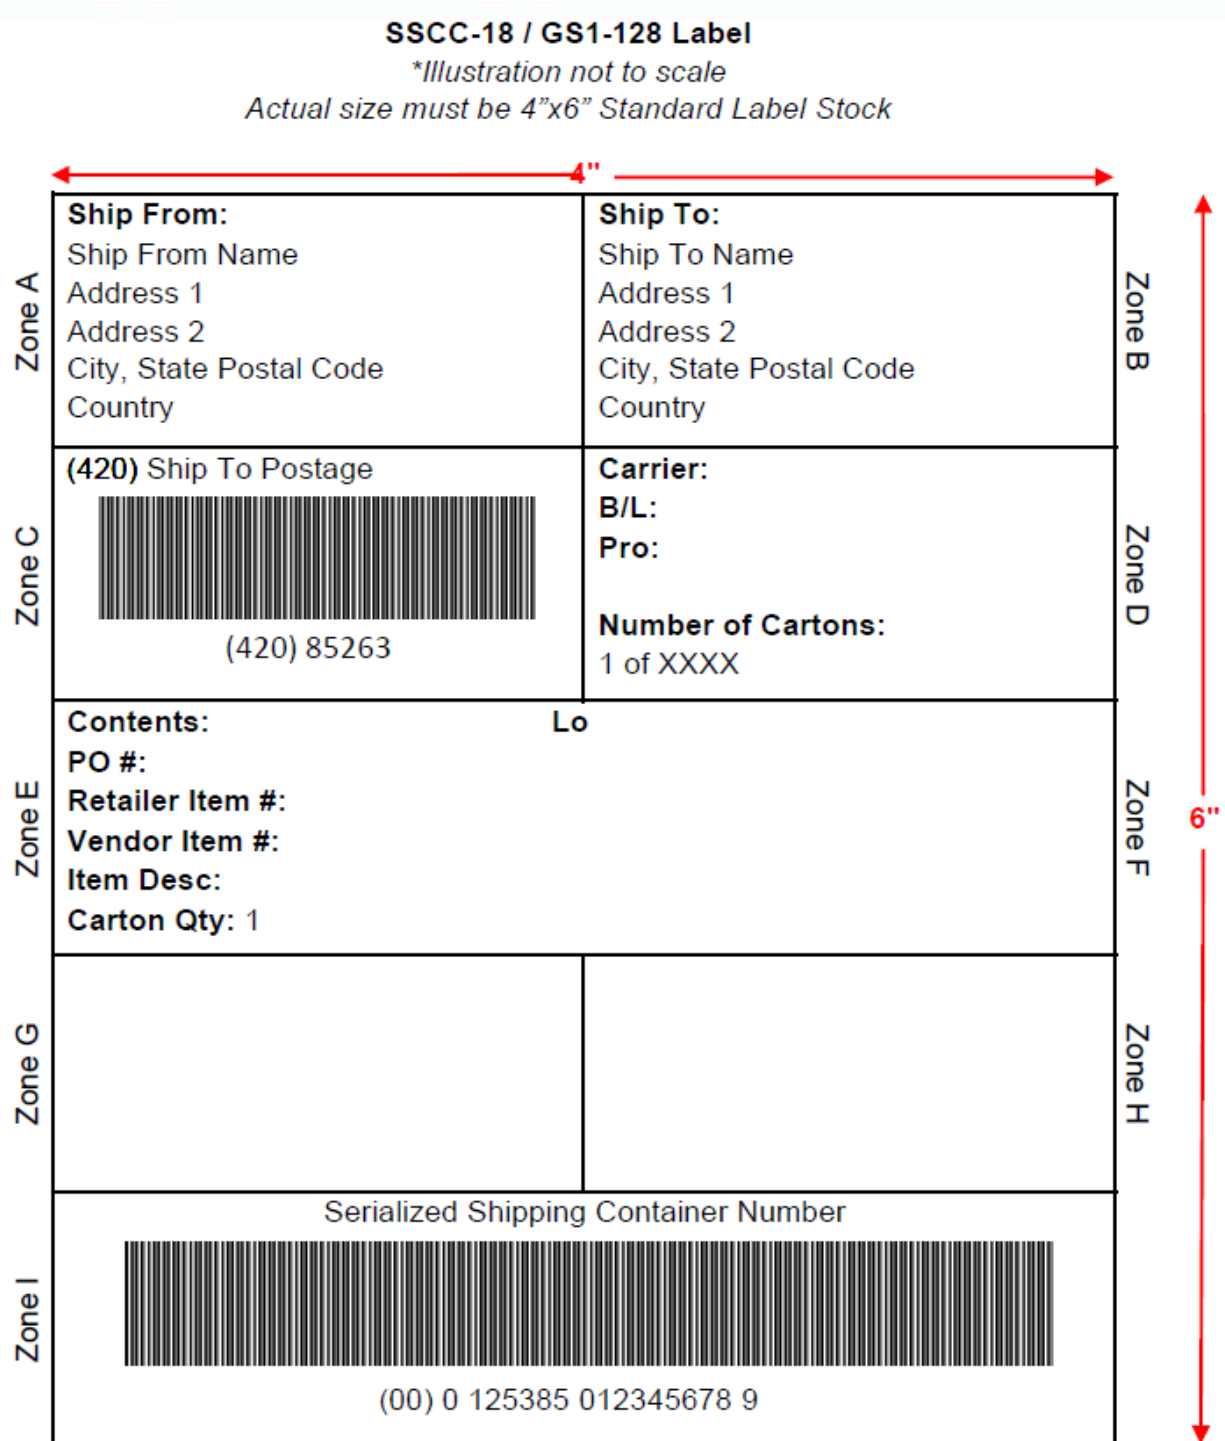 SSCC-18 / GS1-128 Label
*Illustration not to scale
Actual size must be 4”x6” Standard Label Stock
4"
Zone A
Ship From:
Ship From Name
Address 1
Address 2
City, State Postal Code
Country
Ship To:
Ship To Name
Address 1
Address 2
City, State Postal Code
Country
Zone B
Zone C
(420) Ship To Postage
(420) 85263
Carrier:
B/L:
Pro:
Number of Cartons:
1 of XXXX
Zone D
Zone E
Contents: Lo
PO #:
Retailer Item #:
Vendor Item #:
Item Desc:
Carton Qty: 1
Zone F
6"
Zone G
Zone H
Zone I
Serialized Shipping Container Number
(00) 0 125385 012345678 9